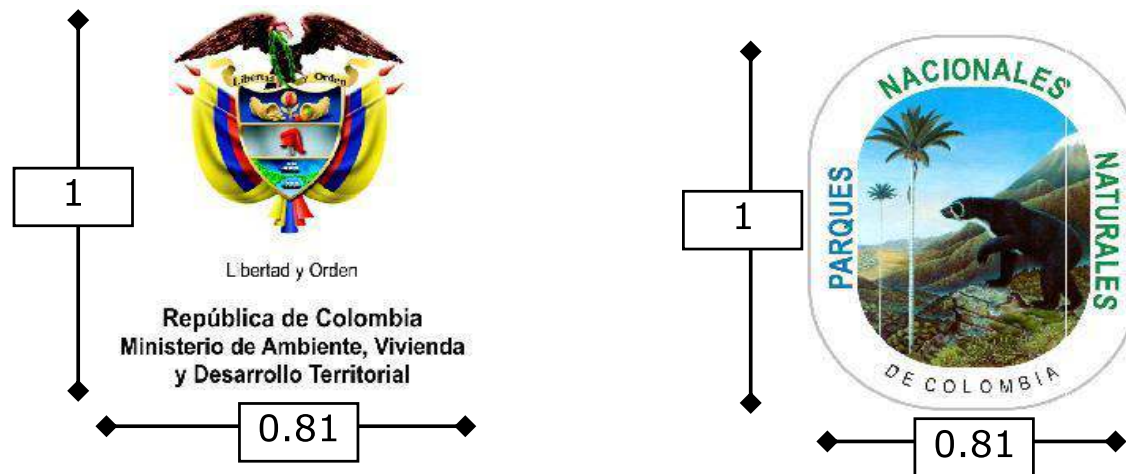 Libertad y Orden
1
Libertad y Orden
República de Colombia
Ministerio de Ambiente, Vivienda
y Desarrollo Territorial
0.81
1
PARQUES
NACIONALES
NATURALES
DE COLOMBIA
0.81